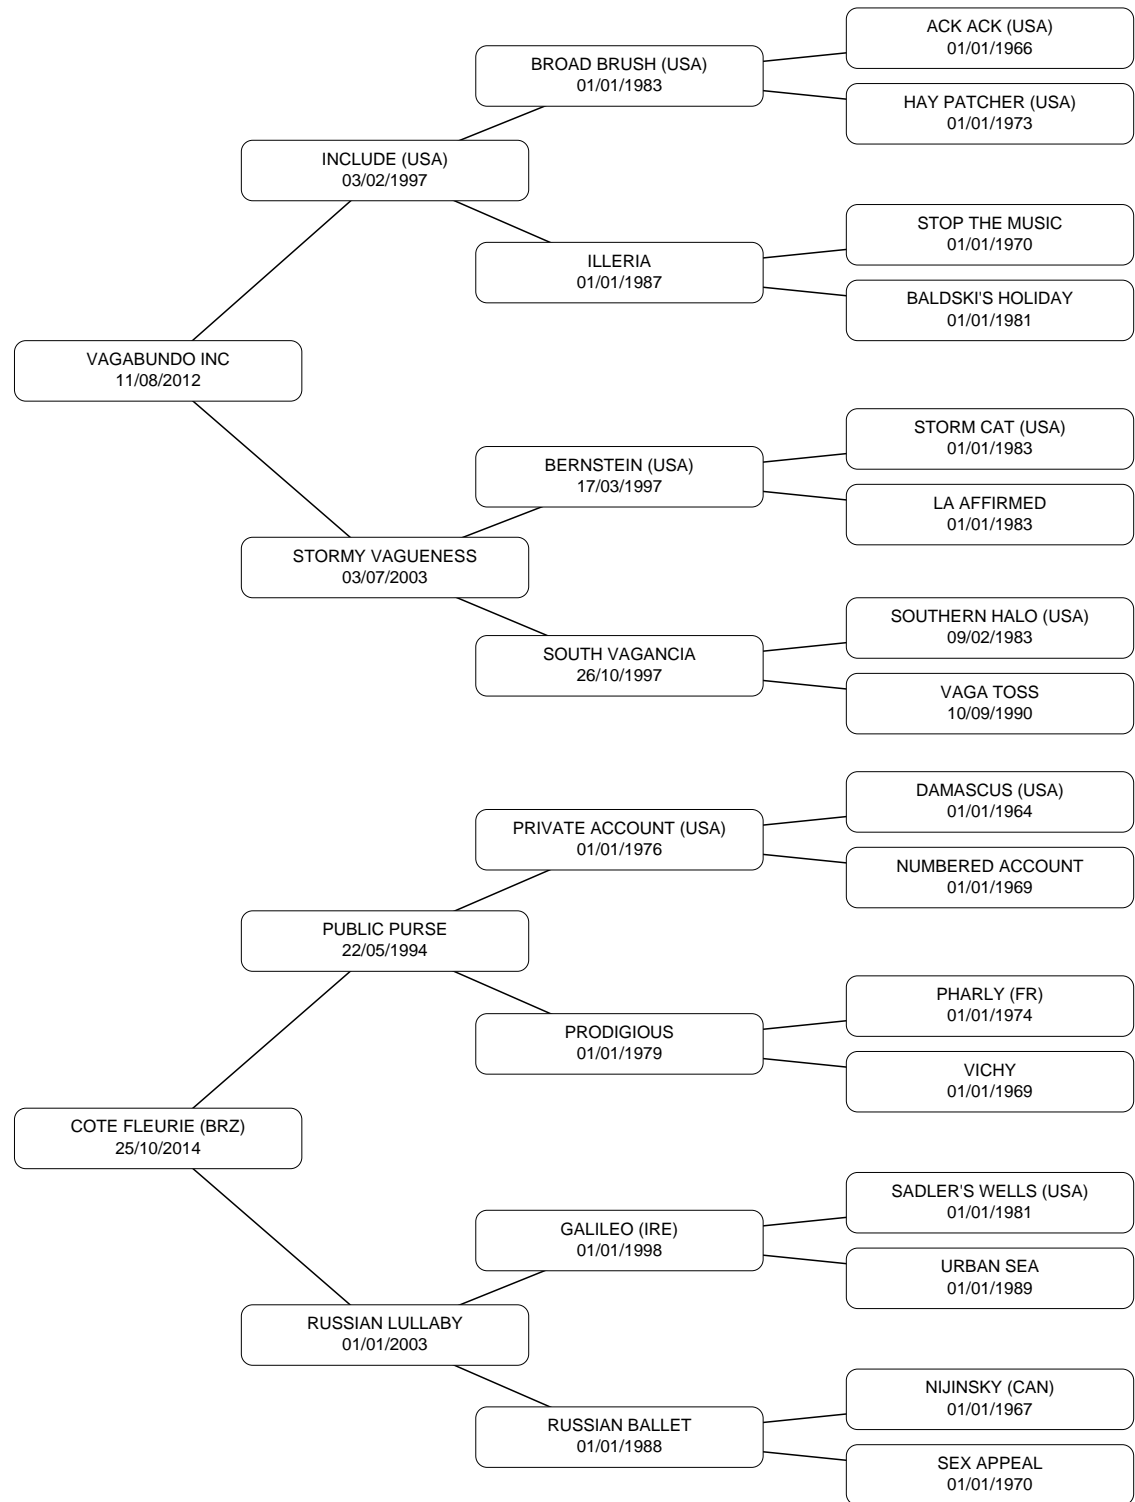 ACK ACK (USA)
01/01/1966
BROAD BRUSH (USA)
01/01/1983
HAY PATCHER (USA)
01/01/1973
INCLUDE (USA)
03/02/1997
STOP THE MUSIC
01/01/1970
ILLERIA
01/01/1987
BALDSKI'S HOLIDAY
01/01/1981
VAGABUNDO INC
11/08/2012
STORM CAT (USA)
01/01/1983
BERNSTEIN (USA)
17/03/1997
LA AFFIRMED
01/01/1983
STORMY VAGUENESS
03/07/2003
SOUTHERN HALO (USA)
09/02/1983
SOUTH VAGANCIA
26/10/1997
VAGA TOSS
10/09/1990
DAMASCUS (USA)
01/01/1964
PRIVATE ACCOUNT (USA)
01/01/1976
NUMBERED ACCOUNT
01/01/1969
PUBLIC PURSE
22/05/1994
PHARLY (FR)
01/01/1974
PRODIGIOUS
01/01/1979
VICHY
01/01/1969
COTE FLEURIE (BRZ)
25/10/2014
SADLER'S WELLS (USA)
01/01/1981
GALILEO (IRE)
01/01/1998
URBAN SEA
01/01/1989
RUSSIAN LULLABY
01/01/2003
NIJINSKY (CAN)
01/01/1967
RUSSIAN BALLET
01/01/1988
SEX APPEAL
01/01/1970